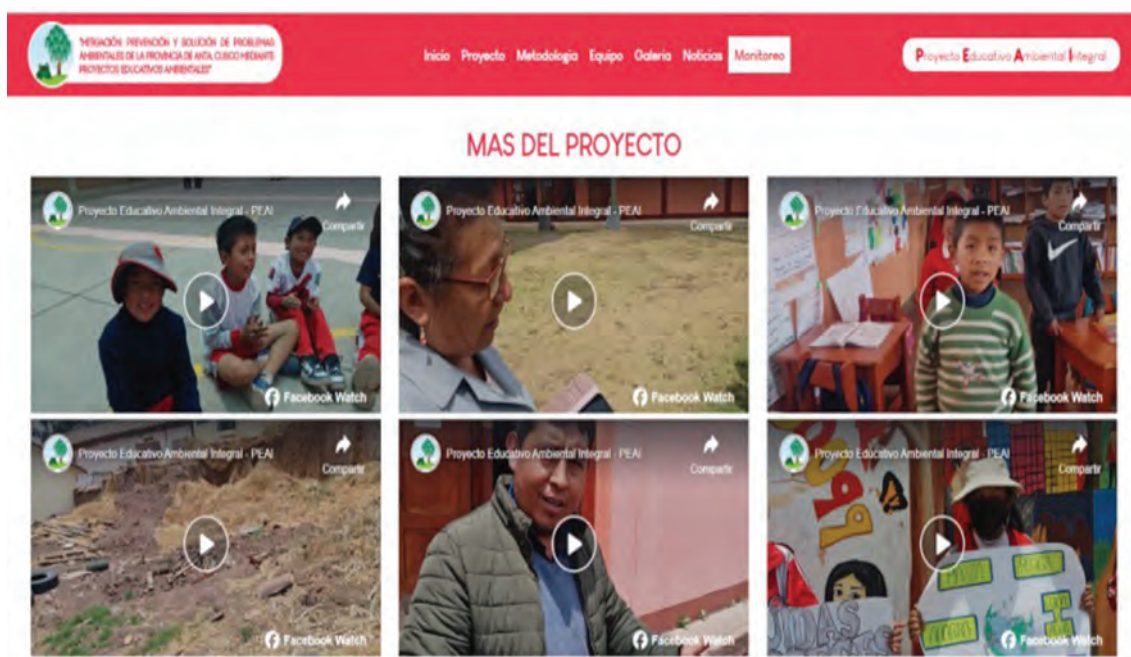 "MITIGACIÓN, PREVENCIÓN Y SOLUCIÓN DE PROBLEMAS
AMBIENTALES DE LA PROVINCIA DE ANTA, CUSCO MEDIANTE
PROYECTOS EDUCATIVOS AMBIENTALES"
Inicio Proyecto Metodología Equipo Galeria Noticias Monitoreo
Proyecto Educativo Ambiental Integral
MAS DEL PROYECTO
Proyecto Educativo Ambiental Integral - PEAI
Compartir
Facebook Watch
Proyecto Educativo Ambiental Integral - PEAI
Compartir
Facebook Watch
Proyecto Educativo Ambiental Integral - PEAI
Compartir
Facebook Watch
Proyecto Educativo Ambiental Integral - PEAI
Compartir
Facebook Watch
Proyecto Educativo Ambiental Integral - PEAI
Compartir
Facebook Watch
Proyecto Educativo Ambiental Integral - PEAI
Compartir
Facebook Watch